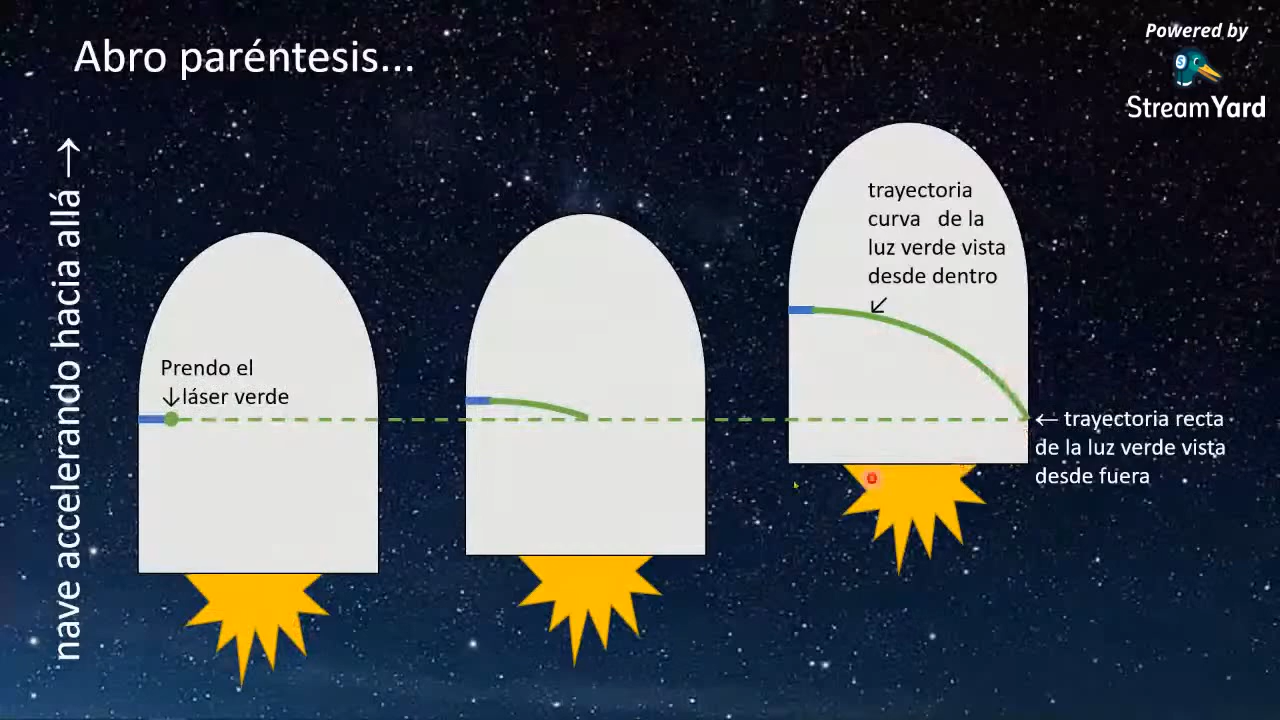 Abro paréntesis...
Powered by
StreamYard
nave accelerando hacia allá →
Prendo el
↓láser verde
trayectoria
curva de la
luz verde vista
desde dentro
↙
← trayectoria recta
de la luz verde vista
desde fuera